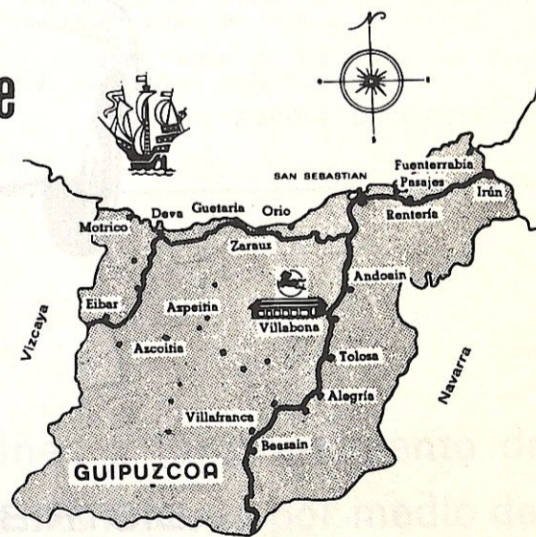 e
N
SAN SEBASTIAN
Fuenterrabía
Pasajes
Irún
Rentería
Motrico
Deva
Guetaria
Orio
Zarauz
Andoain
Eibar
Azpeitia
Azcoitia
Villabona
Tolosa
Alegría
Villafranca
Beasain
Vizcaya
Navarra
GUIPUZCOA